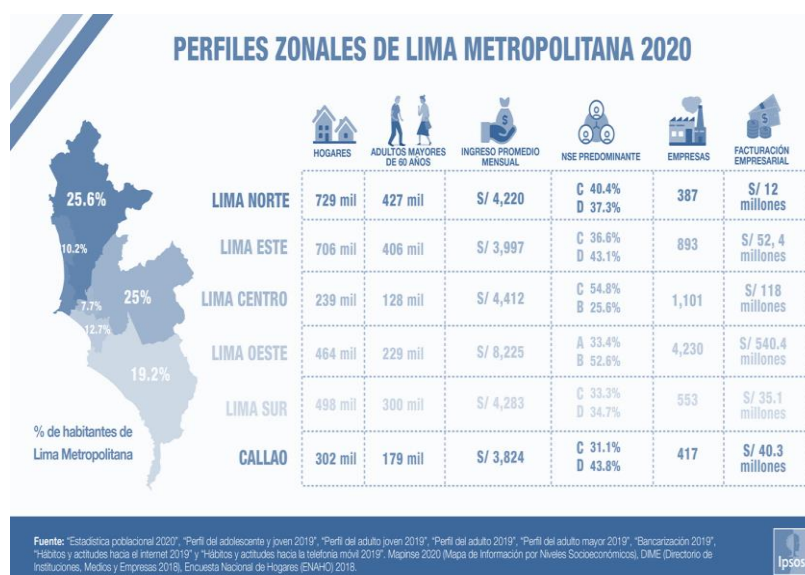 PERFILES ZONALES DE LIMA METROPOLITANA 2020
HOGARES
ADULTOS MAYORES
DE 60 AÑOS
INGRESO PROMEDIO
MENSUAL
NSE PREDOMINANTE
EMPRESAS
FACTURACIÓN
EMPRESARIAL
LIMA NORTE 729 mil 427 mil S/ 4,220 C 40.4% D 37.3% 387 S/ 12 millones
LIMA ESTE 706 mil 406 mil S/ 3,997 C 36.6% D 43.1% 893 S/ 52, 4 millones
LIMA CENTRO 239 mil 128 mil S/ 4,412 C 54.8% B 25.6% 1,101 S/ 118 millones
LIMA OESTE 464 mil 229 mil S/ 8,225 A 33.4% B 52.6% 4,230 S/ 540.4 millones
LIMA SUR 498 mil 300 mil S/ 4,283 C 33.3% D 34.7% 553 S/ 35.1 millones
CALLAO 302 mil 179 mil S/ 3,824 C 31.1% D 43.8% 417 S/ 40.3 millones
25.6%
10.2%
7.7%
25%
12.7%
19.2%
% de habitantes de
Lima Metropolitana
Fuente: "Estadística poblacional 2020", "Perfil del adolescente y joven 2019", "Perfil del adulto joven 2019", "Perfil del adulto 2019", "Perfil del adulto mayor 2019", "Bancarización 2019",
"Hábitos y actitudes hacia el internet 2019" y "Hábitos y actitudes hacia la telefonía móvil 2019". Mapinse 2020 (Mapa de Información por Niveles Socioeconómicos), DIME (Directorio de
Instituciones, Medios y Empresas 2018), Encuesta Nacional de Hogares (ENAHO) 2018.
Ipsos